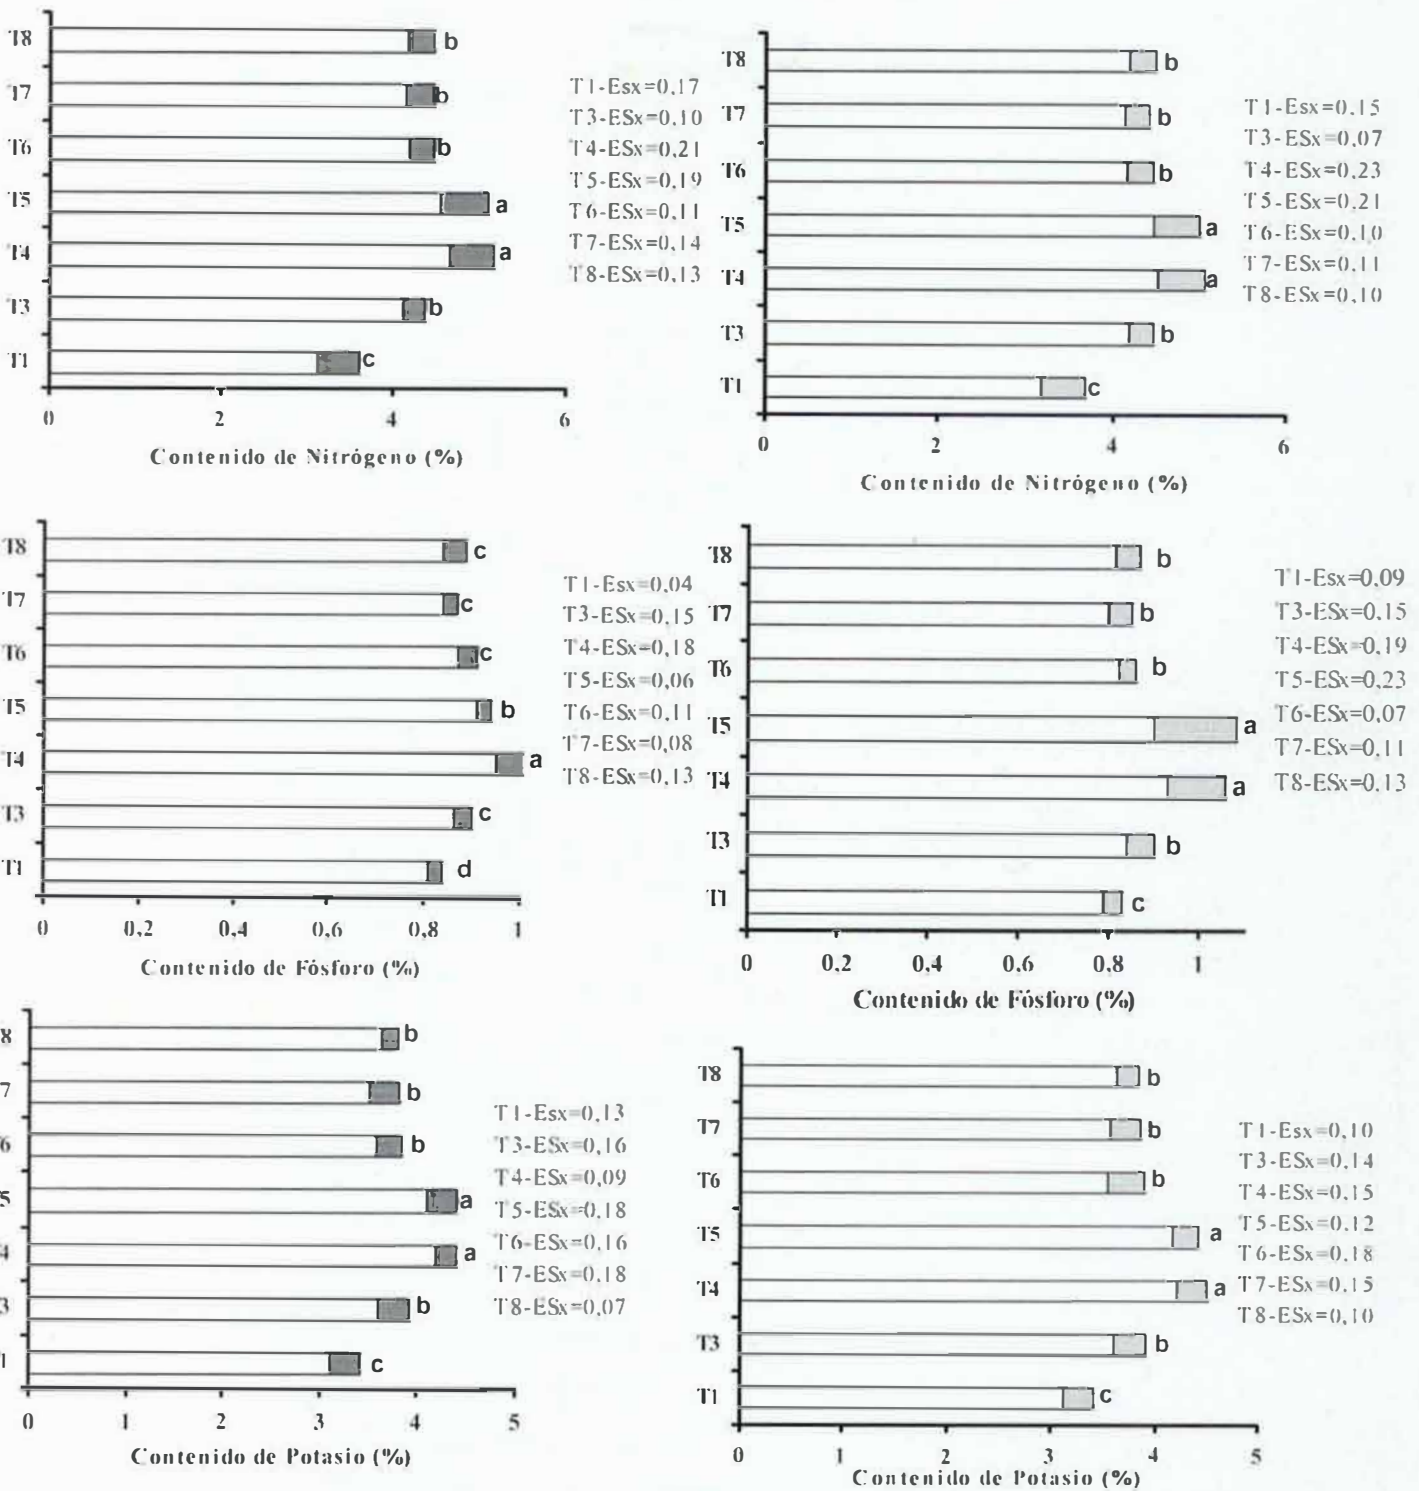 T8 b
T7 b
T6 b
T5 a
T4 a
T3 b
T1 c
0 2 4 6
Contenido de Nitrógeno (%)
T1-Esx=0,17
T3-ESx=0,10
T4-ESx=0,21
T5-ESx=0,19
T6-ESx=0,11
T7-ESx=0,14
T8-ESx=0,13
T8 b
T7 b
T6 b
T5 a
T4 a
T3 b
T1 c
0 2 4 6
Contenido de Nitrógeno (%)
T1-Esx=0,15
T3-ESx=0,07
T4-ESx=0,23
T5-ESx=0,21
T6-ESx=0,10
T7-ESx=0,11
T8-ESx=0,10
T8 c
T7 c
T6 c
T5 b
T4 a
T3 c
T1 d
0 0,2 0,4 0,6 0,8 1
Contenido de Fósforo (%)
T1-Esx=0,04
T3-ESx=0,15
T4-ESx=0,18
T5-ESx=0,06
T6-ESx=0,11
T7-ESx=0,08
T8-ESx=0,13
T8 b
T7 b
T6 b
T5 a
T4 a
T3 b
T1 c
0 0,2 0,4 0,6 0,8 1
Contenido de Fósforo (%)
T1-Esx=0,09
T3-ESx=0,15
T4-ESx=0,19
T5-ESx=0,23
T6-ESx=0,07
T7-ESx=0,11
T8-ESx=0,13
8 b
7 b
6 b
5 a
4 a
3 b
1 c
0 1 2 3 4 5
Contenido de Potasio (%)
T1-Esx=0,13
T3-ESx=0,16
T4-ESx=0,09
T5-ESx=0,18
T6-ESx=0,16
T7-ESx=0,18
T8-ESx=0,07
T8 b
T7 b
T6 b
T5 a
T4 a
T3 b
T1 c
0 1 2 3 4 5
Contenido de Potasio (%)
T1-Esx=0,10
T3-ESx=0,14
T4-ESx=0,15
T5-ESx=0,12
T6-ESx=0,18
T7-ESx=0,15
T8-ESx=0,10